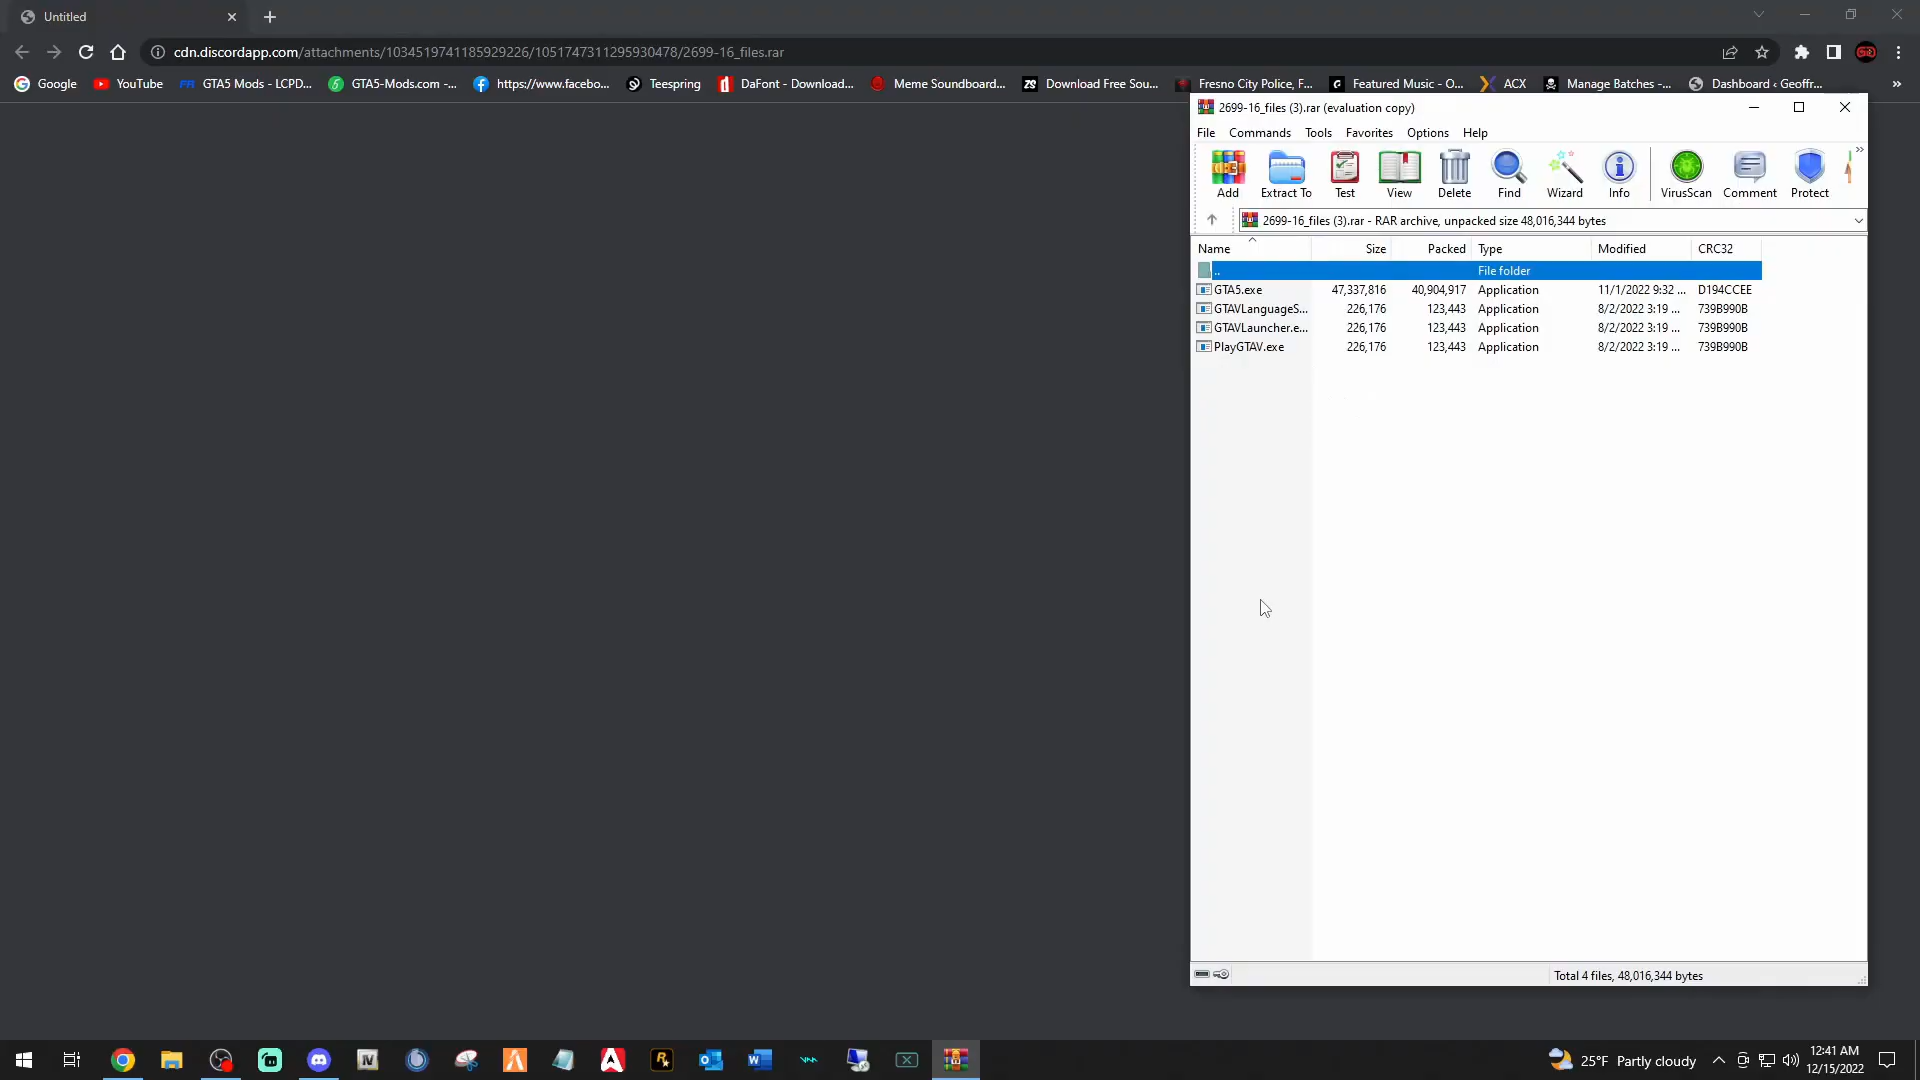 Untitled
cdn.discordapp.com/attachments/1034519741185929226/1051747311295930478/2699-16_files.rar
Google YouTube GTA5 Mods - LCPD... GTA5-Mods.com -... https://www.facebo... Teespring DaFont - Download... Meme Soundboard... Download Free Sou... Fresno City Police, F... Featured Music - O... ACX Manage Batches -... Dashboard ‹ Geoffr... »
2699-16_files (3).rar (evaluation copy)
File Commands Tools Favorites Options Help
Add Extract To Test View Delete Find Wizard Info VirusScan Comment Protect »
2699-16_files (3).rar - RAR archive, unpacked size 48,016,344 bytes
Name Size Packed Type Modified CRC32
.. File folder
GTA5.exe 47,337,816 40,904,917 Application 11/1/2022 9:32 ... D194CCEE
GTAVLanguageS... 226,176 123,443 Application 8/2/2022 3:19 ... 739B990B
GTAVLauncher.e... 226,176 123,443 Application 8/2/2022 3:19 ... 739B990B
PlayGTAV.exe 226,176 123,443 Application 8/2/2022 3:19 ... 739B990B
Total 4 files, 48,016,344 bytes
25°F Partly cloudy
12:41 AM
12/15/2022